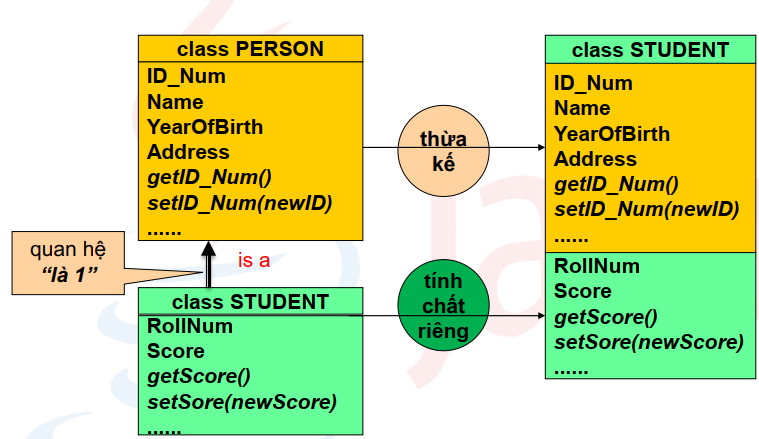 class PERSON
ID_Num
Name
YearOfBirth
Address
getID_Num()
setID_Num(newID)
......
thừa
kế
quan hệ
“là 1”
is a
class STUDENT
RollNum
Score
getScore()
setSore(newScore)
......
tính
chất
riêng
class STUDENT
ID_Num
Name
YearOfBirth
Address
getID_Num()
setID_Num(newID)
......
RollNum
Score
getScore()
setSore(newScore)
......